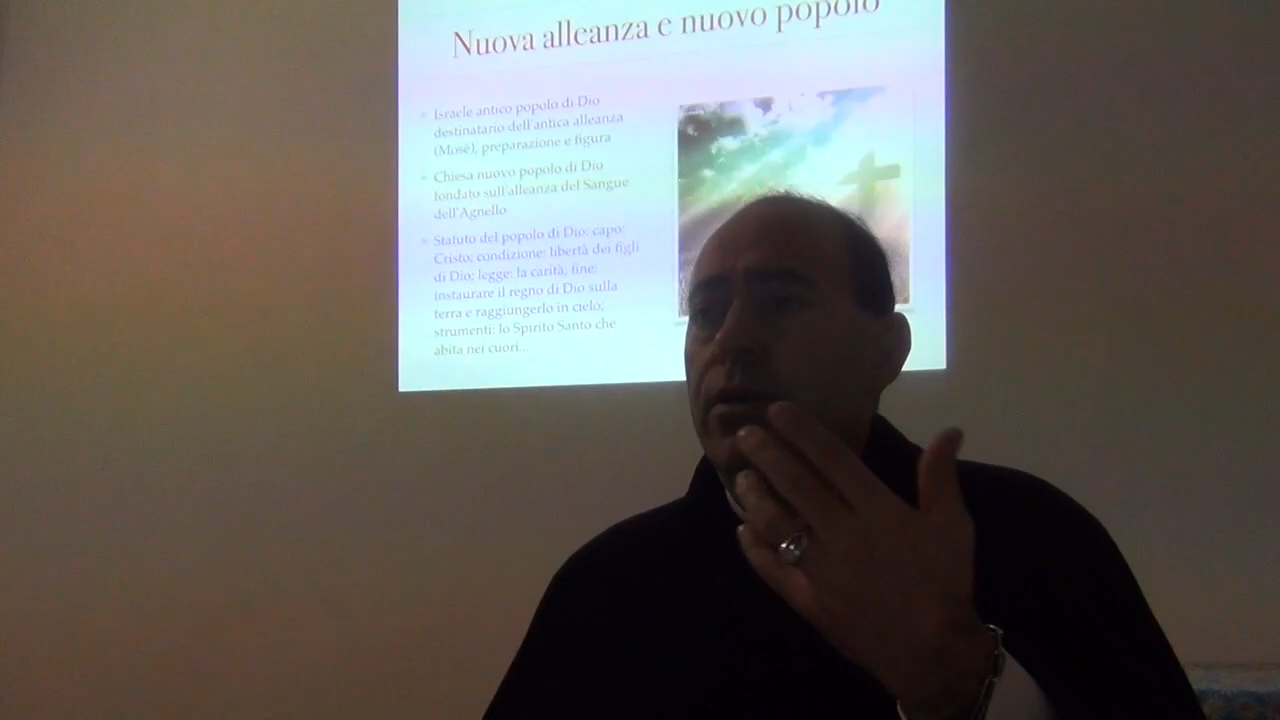 Nuova alleanza e nuovo popolo
Israele antico popolo di Dio
destinatario dell'antica alleanza
(Mosè), preparazione e figura
Chiesa nuovo popolo di Dio
fondato sull'alleanza del Sangue
dell'Agnello
Statuto del popolo di Dio: capo:
Cristo; condizione: libertà dei figli
di Dio; legge: la carità; fine:
instaurare il regno di Dio sulla
terra e raggiungerlo in cielo;
strumenti: lo Spirito Santo che
abita nei cuori...